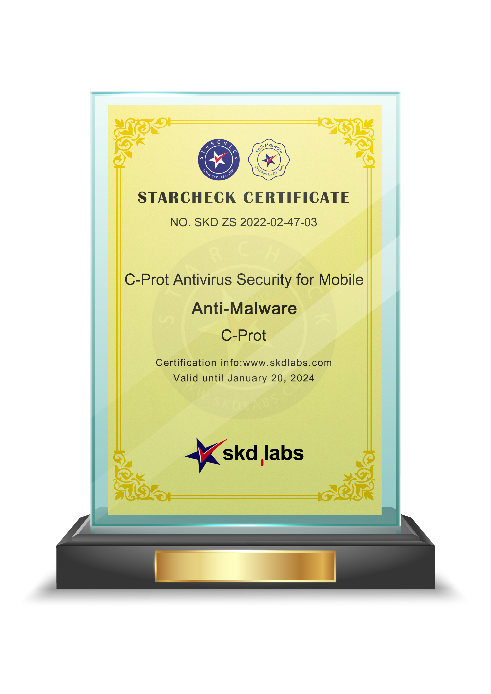 STARCHECK CERTIFICATE
NO. SKD ZS 2022-02-47-03
C-Prot Antivirus Security for Mobile
Anti-Malware
C-Prot
Certification info:www.skdlabs.com
Valid until January 20, 2024
skd labs